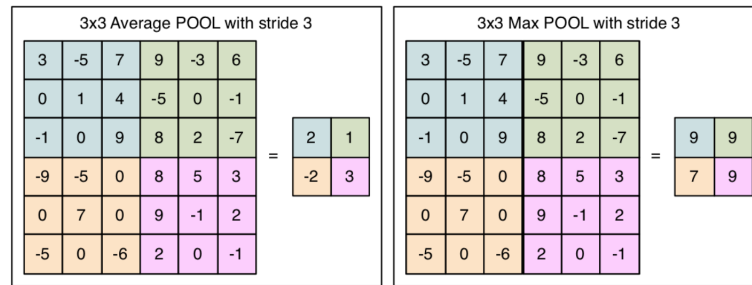 3x3 Average POOL with stride 3
3 -5 7 9 -3 6
0 1 4 -5 0 -1
-1 0 9 8 2 -7
-9 -5 0 8 5 3
0 7 0 9 -1 2
-5 0 -6 2 0 -1
=
2 1
-2 3
3x3 Max POOL with stride 3
3 -5 7 9 -3 6
0 1 4 -5 0 -1
-1 0 9 8 2 -7
-9 -5 0 8 5 3
0 7 0 9 -1 2
-5 0 -6 2 0 -1
=
9 9
7 9